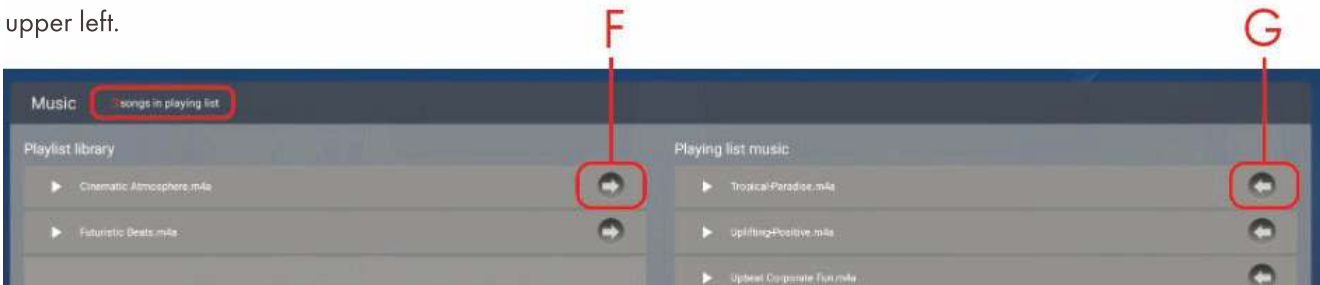 upper left.
F
G
Music songs in playing list
Playlist library
Cinematic Atmosphere.m4a
Futuristic Beats.m4a
Playing list music
Tropical-Paradise.m4a
Uplifting-Positive.m4a
Upbeat Corporate Fun.m4a